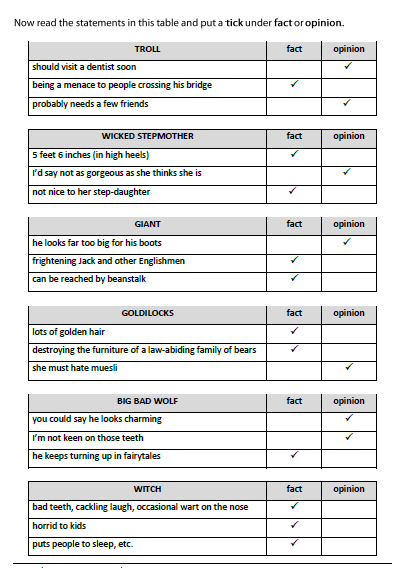 Now read the statements in this table and put a tick under fact or opinion.
TROLL fact opinion
should visit a dentist soon ✓
being a menace to people crossing his bridge ✓
probably needs a few friends ✓
WICKED STEPMOTHER fact opinion
5 feet 6 inches (in high heels) ✓
I'd say not as gorgeous as she thinks she is ✓
not nice to her step-daughter ✓
GIANT fact opinion
he looks far too big for his boots ✓
frightening Jack and other Englishmen ✓
can be reached by beanstalk ✓
GOLDILOCKS fact opinion
lots of golden hair ✓
destroying the furniture of a law-abiding family of bears ✓
she must hate muesli ✓
BIG BAD WOLF fact opinion
you could say he looks charming ✓
I'm not keen on those teeth ✓
he keeps turning up in fairytales ✓
WITCH fact opinion
bad teeth, cackling laugh, occasional wart on the nose ✓
horrid to kids ✓
puts people to sleep, etc. ✓